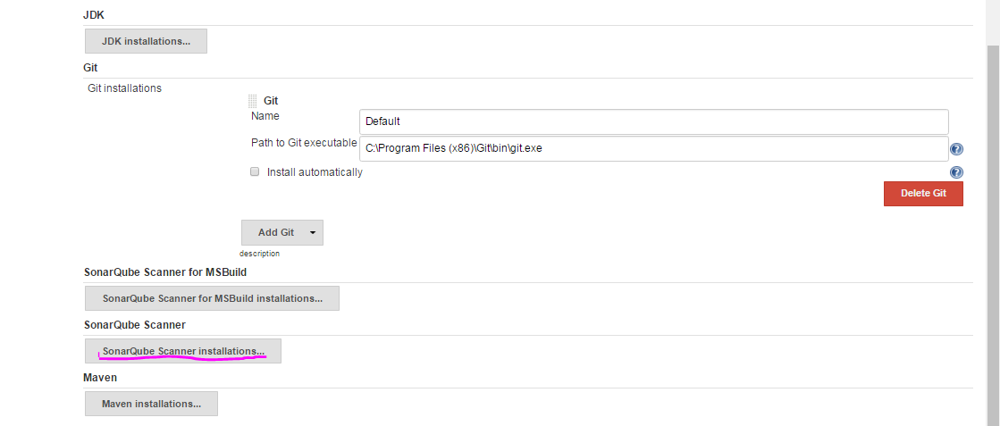 JDK
JDK installations...
Git
Git installations
Git
Name
Default
Path to Git executable
C:\Program Files (x86)\Git\bin\git.exe
Install automatically
Delete Git
Add Git
description
SonarQube Scanner for MSBuild
SonarQube Scanner for MSBuild installations...
SonarQube Scanner
SonarQube Scanner installations...
Maven
Maven installations...